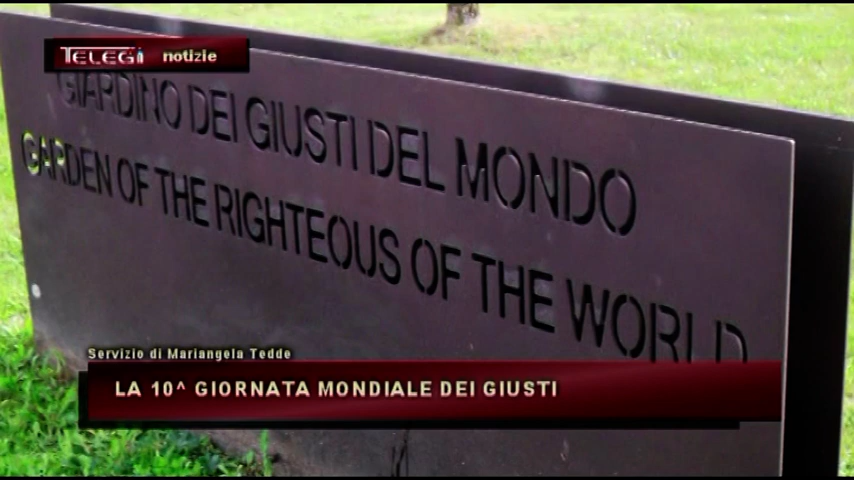 TELEGì notizie
GIARDINO DEI GIUSTI DEL MONDO
GARDEN OF THE RIGHTEOUS OF THE WORLD
Servizio di Mariangela Tedde
LA 10^ GIORNATA MONDIALE DEI GIUSTI